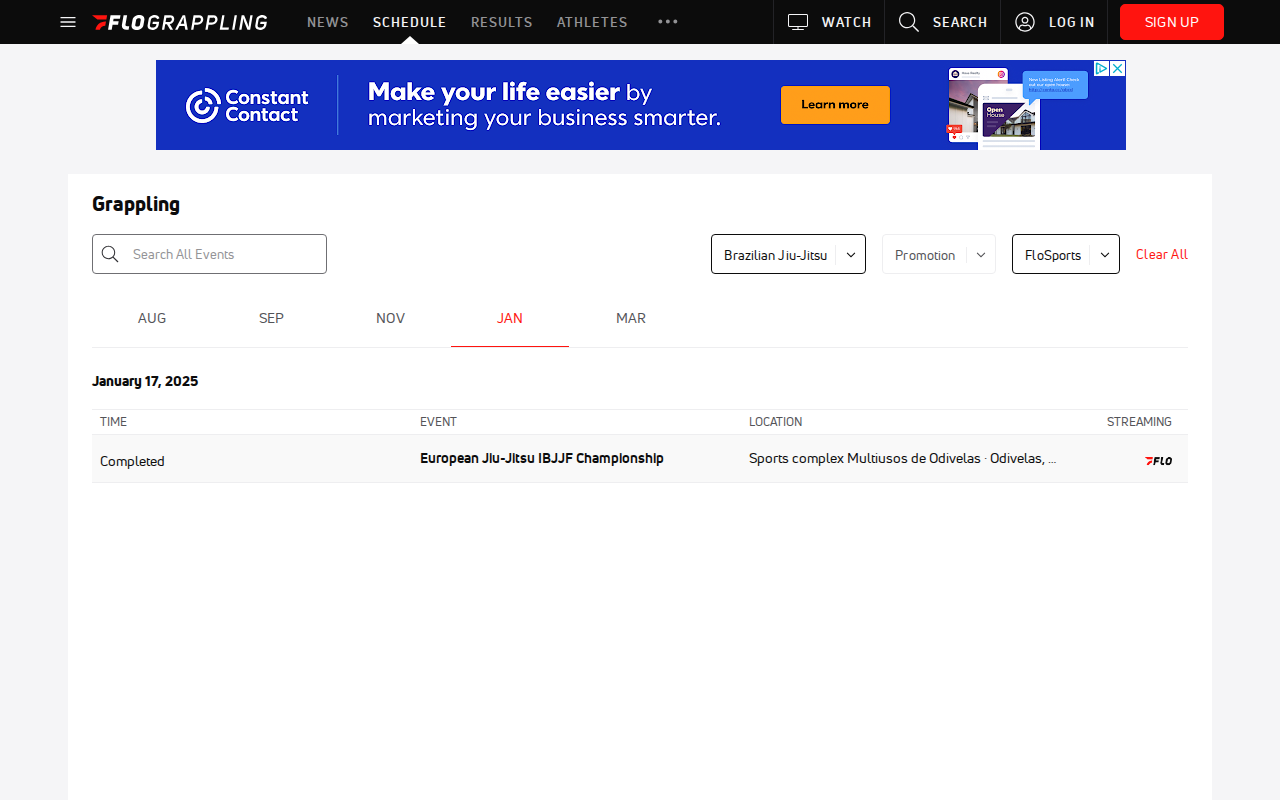 FLOGRAPPLING NEWS SCHEDULE RESULTS ATHLETES ••• WATCH SEARCH LOG IN SIGN UP
Constant Contact
Make your life easier by
marketing your business smarter.
Learn more
Open House
Grappling
Search All Events
Brazilian Jiu-Jitsu
Promotion
FloSports
Clear All
AUG SEP NOV JAN MAR
January 17, 2025
TIME EVENT LOCATION STREAMING
Completed European Jiu-Jitsu IBJJF Championship Sports complex Multiusos de Odivelas · Odivelas, ... FLO